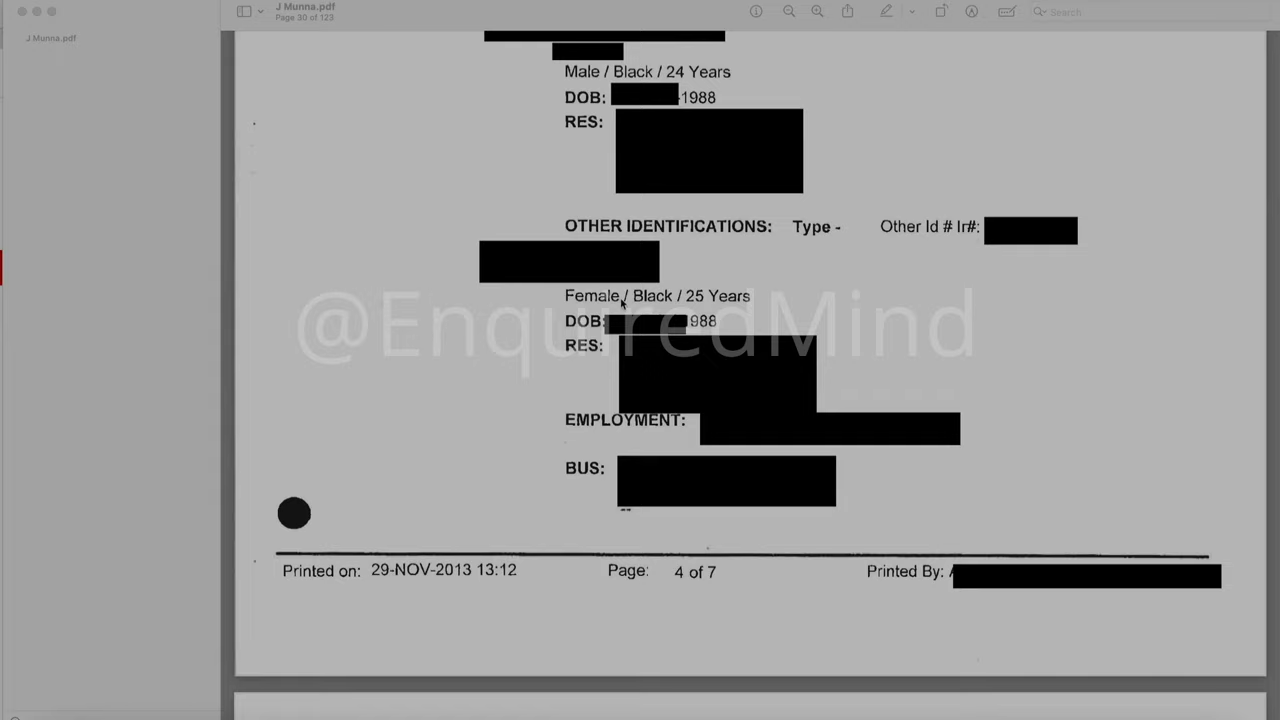 J Munna.pdf
Page 30 of 123
Search
J Munna.pdf
Male / Black / 24 Years
DOB: -1988
RES:
OTHER IDENTIFICATIONS: Type - Other Id # Ir#:
Female / Black / 25 Years
@EnquiredMind
DOB: 988
RES:
EMPLOYMENT:
BUS:
Printed on: 29-NOV-2013 13:12 Page: 4 of 7 Printed By: